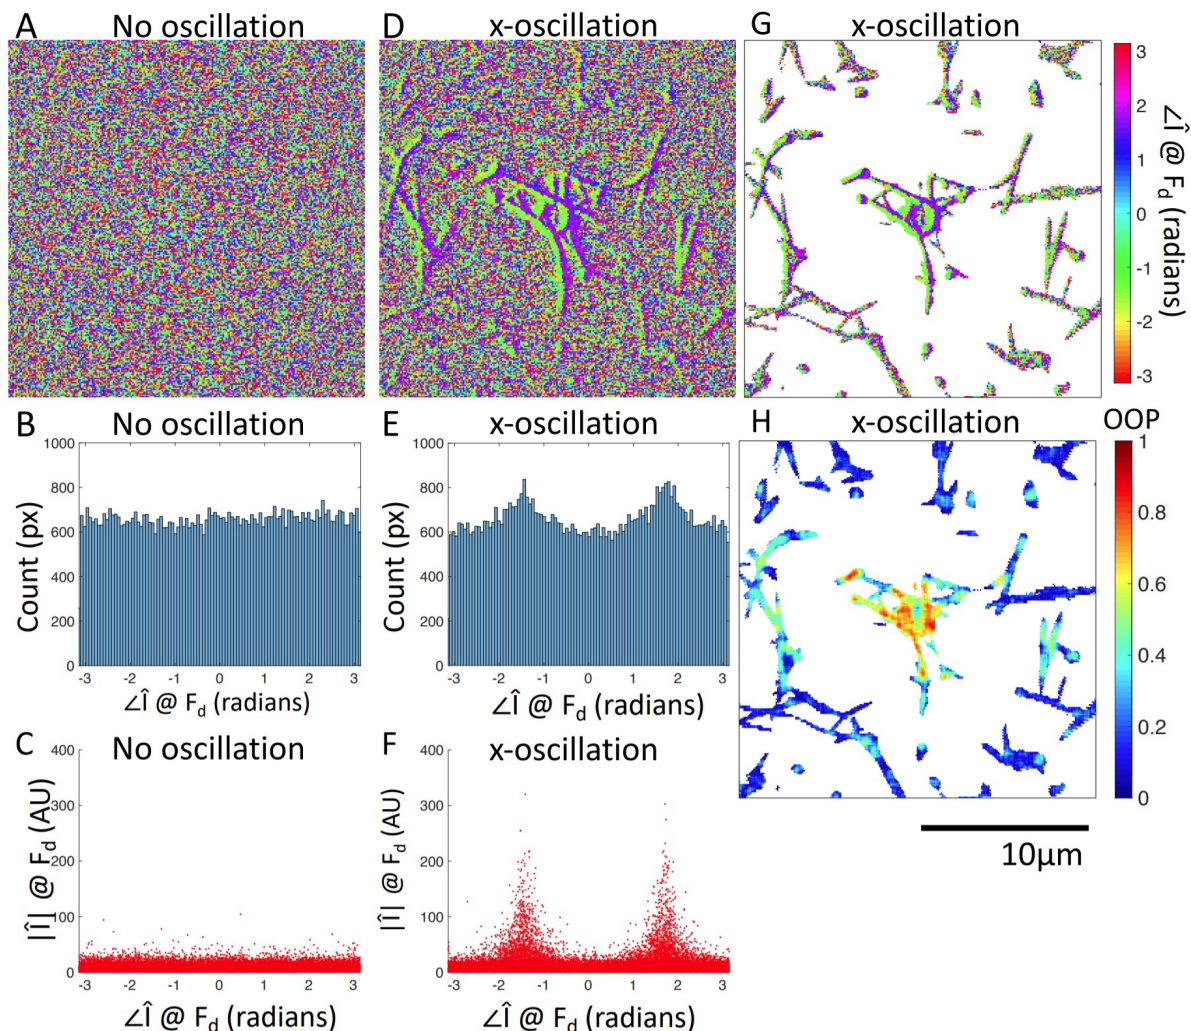 A No oscillation
D x-oscillation
G x-oscillation
3
2
1
0
-1
-2
-3
∠Î @ F_d (radians)
B No oscillation
1000
800
600
400
200
0
Count (px)
-3 -2 -1 0 1 2 3
∠Î @ F_d (radians)
E x-oscillation
1000
800
600
400
200
0
Count (px)
-3 -2 -1 0 1 2 3
∠Î @ F_d (radians)
H x-oscillation
OOP
1
0.8
0.6
0.4
0.2
0
10μm
C No oscillation
400
300
200
100
0
|Î| @ F_d (AU)
-3 -2 -1 0 1 2 3
∠Î @ F_d (radians)
F x-oscillation
400
300
200
100
0
|Î| @ F_d (AU)
-3 -2 -1 0 1 2 3
∠Î @ F_d (radians)